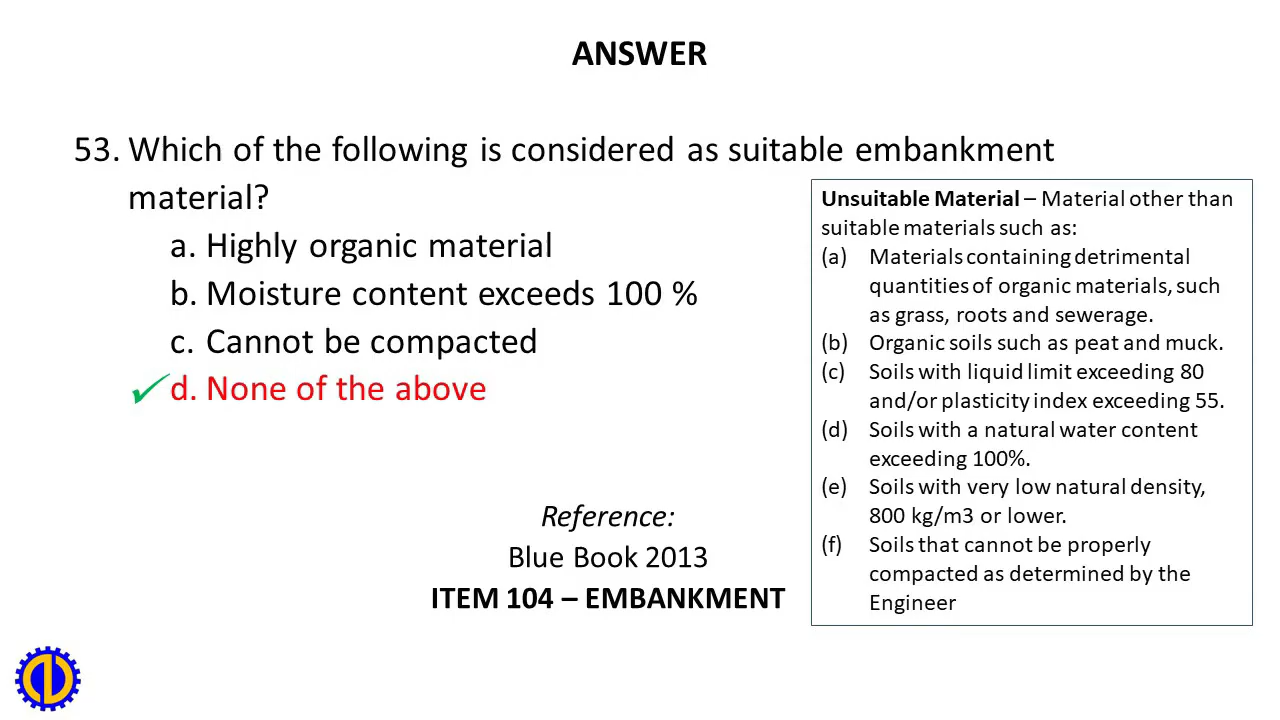 ANSWER
53. Which of the following is considered as suitable embankment
material?
a. Highly organic material
b. Moisture content exceeds 100 %
c. Cannot be compacted
✓ d. None of the above
Reference:
Blue Book 2013
ITEM 104 – EMBANKMENT
Unsuitable Material – Material other than
suitable materials such as:
(a) Materials containing detrimental
quantities of organic materials, such
as grass, roots and sewerage.
(b) Organic soils such as peat and muck.
(c) Soils with liquid limit exceeding 80
and/or plasticity index exceeding 55.
(d) Soils with a natural water content
exceeding 100%.
(e) Soils with very low natural density,
800 kg/m3 or lower.
(f) Soils that cannot be properly
compacted as determined by the
Engineer